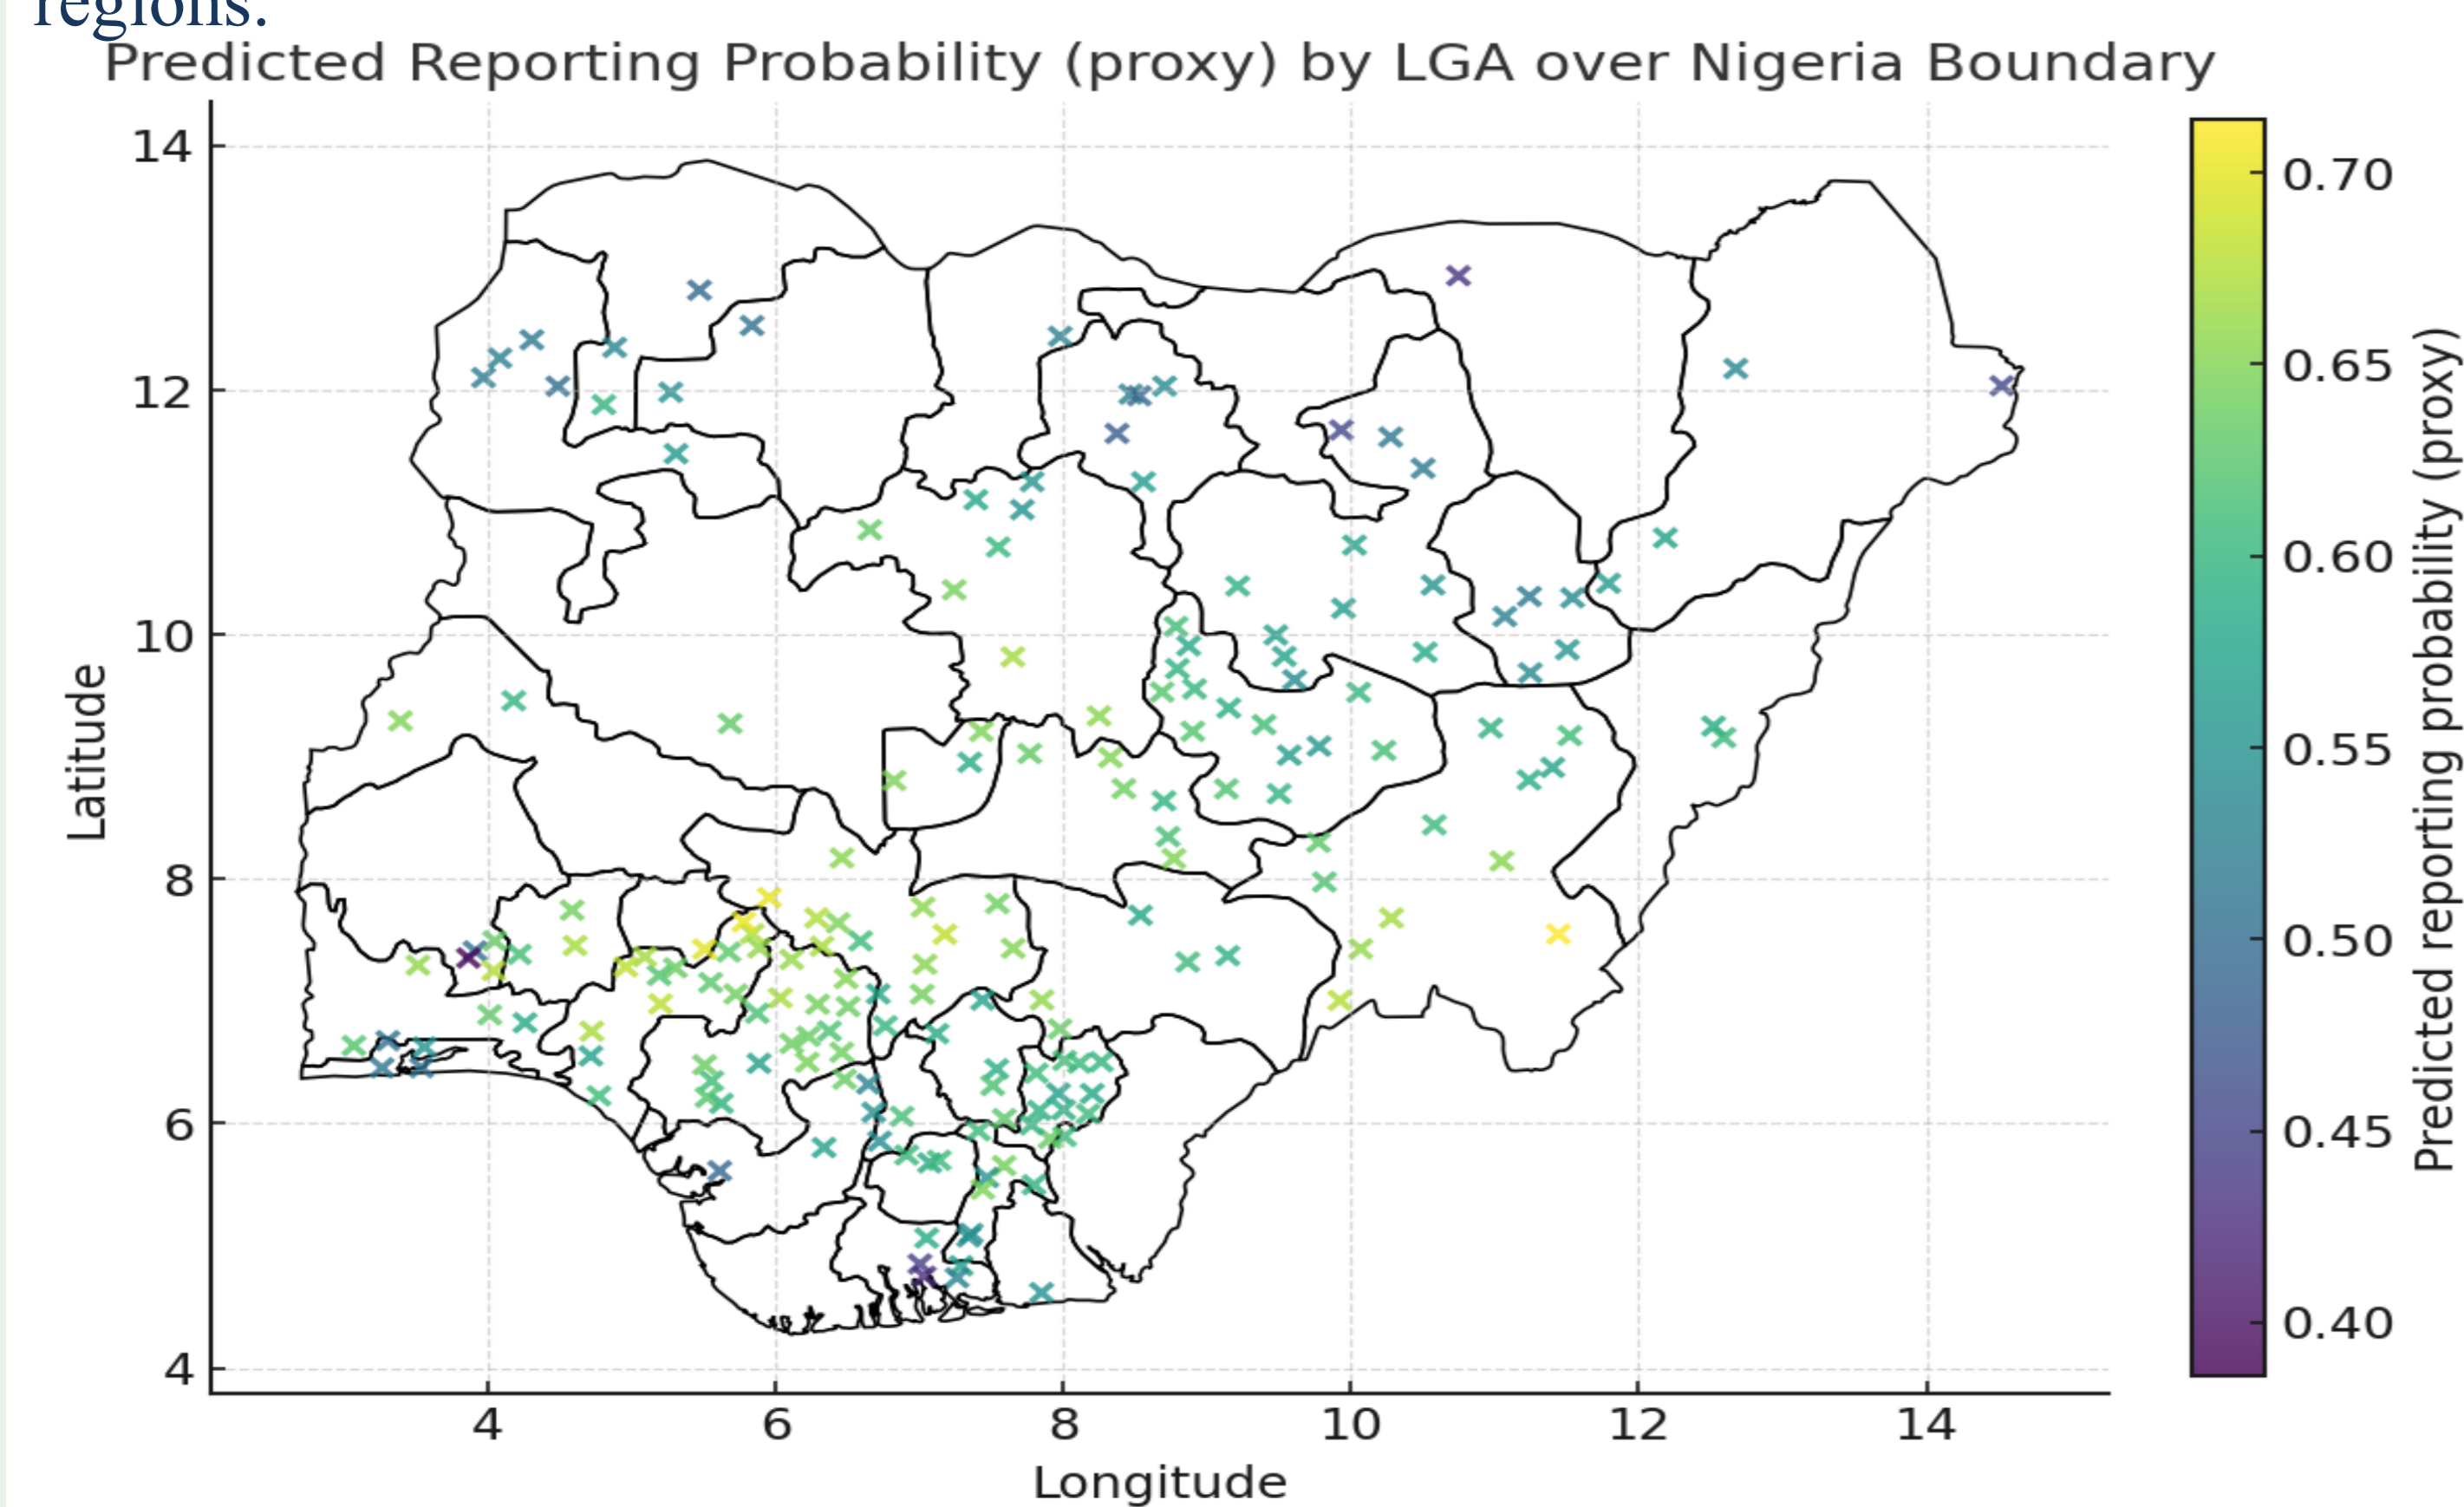 regions.
Predicted Reporting Probability (proxy) by LGA over Nigeria Boundary
14
12
10
8
6
4
Latitude
4 6 8 10 12 14
Longitude
0.70
0.65
0.60
0.55
0.50
0.45
0.40
Predicted reporting probability (proxy)